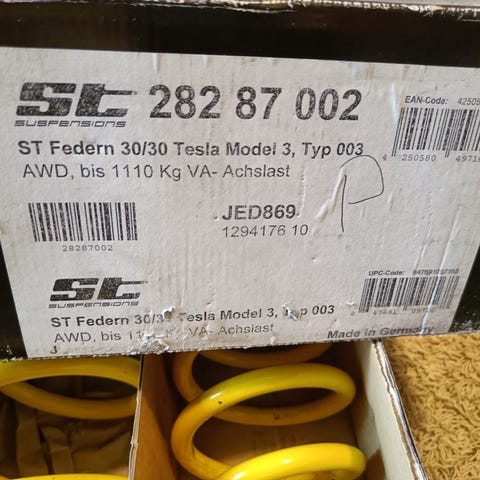 ST 282 87 002
SUSPENSIONS
EAN-Code:
ST Federn 30/30 Tesla Model 3, Typ 003
AWD, bis 1110 Kg VA- Achslast
4 250580
JED869
1294176 10
28287002
ST
SUSPENSIONS
UPC-Code:
ST Federn 30/30 Tesla Model 3, Typ 003
AWD, bis 1110 Kg VA- Achslast
Made in Germany